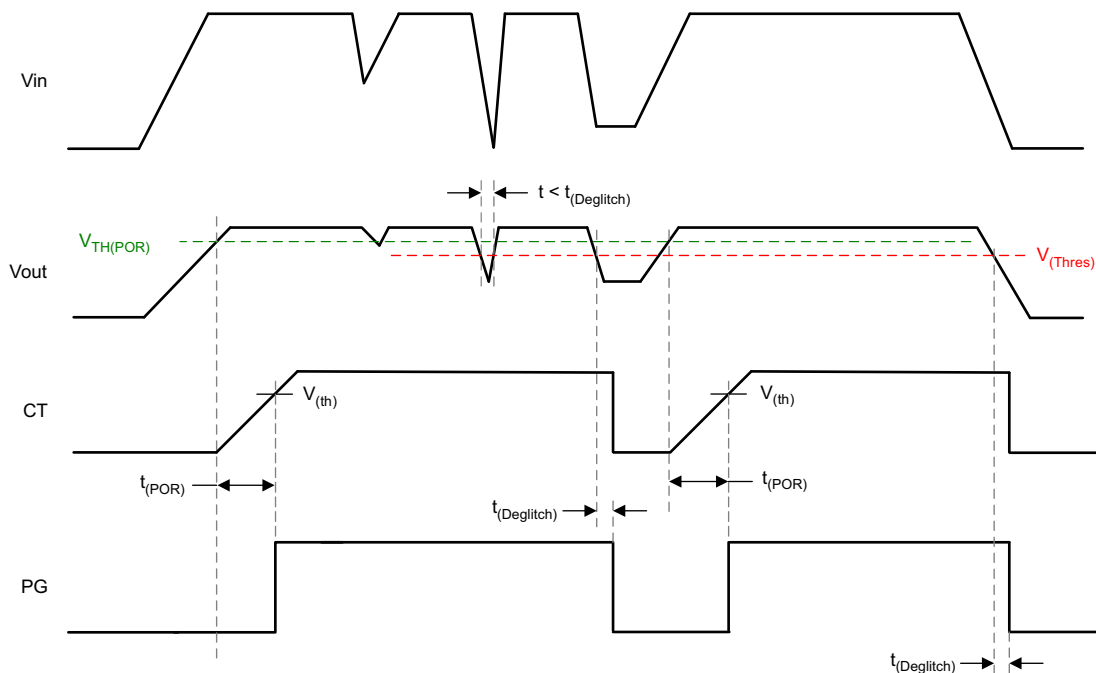 Vin
t < t(Deglitch)
VTH(POR)
V(Thres)
Vout
V(th)
V(th)
CT
t(POR)
t(POR)
t(Deglitch)
PG
t(Deglitch)